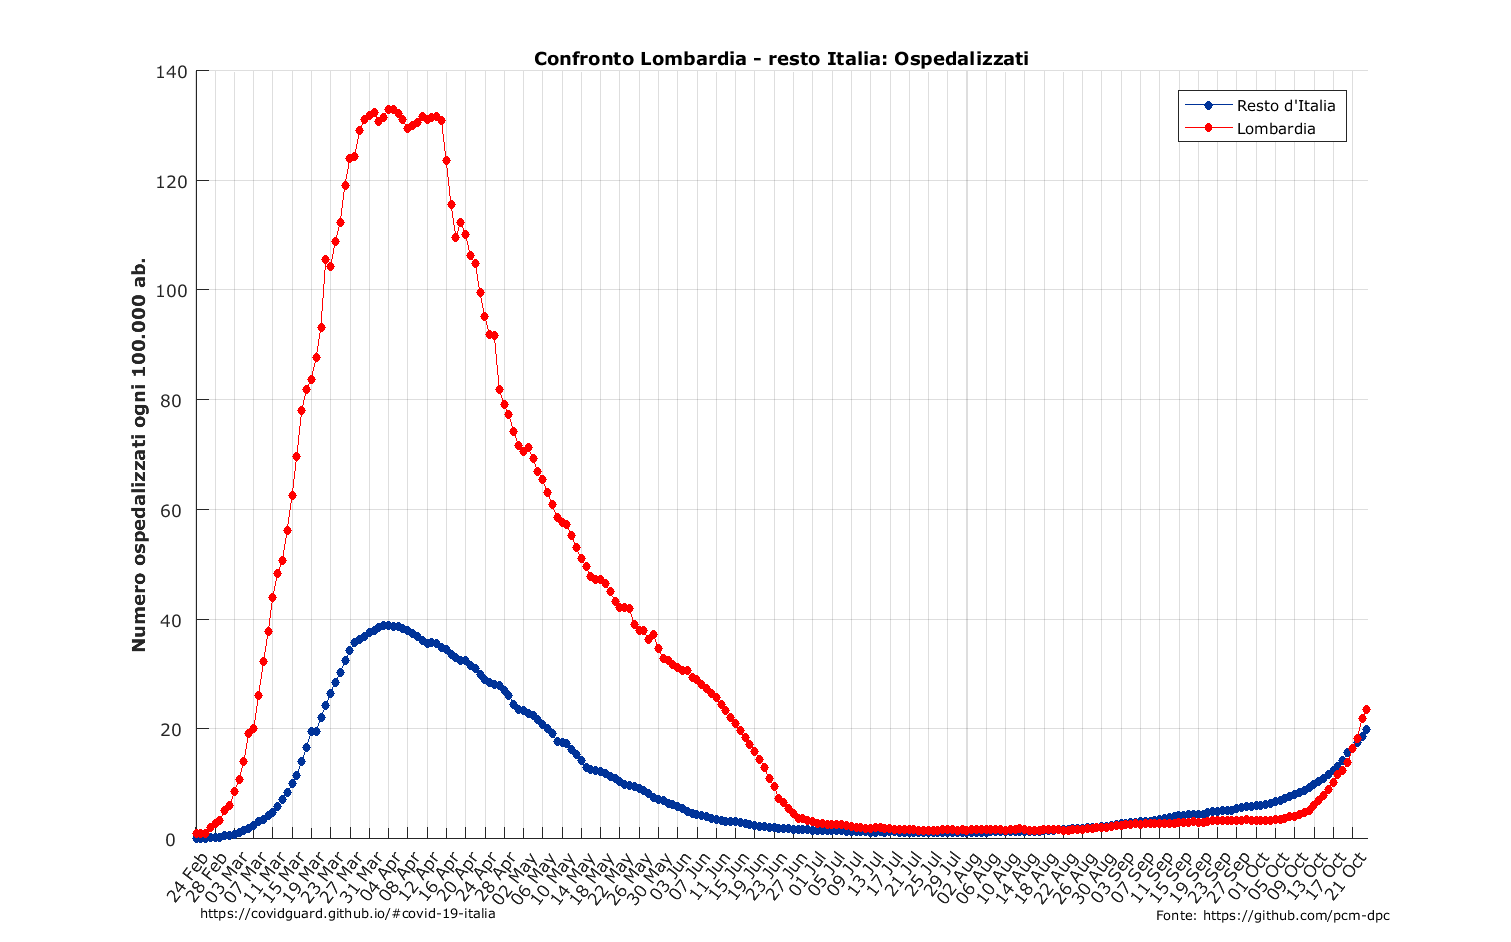 Confronto Lombardia - resto Italia: Ospedalizzati
Resto d'Italia
Lombardia
Numero ospedalizzati ogni 100.000 ab.
140
120
100
80
60
40
20
0
24 Feb
28 Feb
03 Mar
07 Mar
11 Mar
15 Mar
19 Mar
23 Mar
27 Mar
31 Mar
04 Apr
08 Apr
12 Apr
16 Apr
20 Apr
24 Apr
28 Apr
02 May
06 May
10 May
14 May
18 May
22 May
26 May
30 May
03 Jun
07 Jun
11 Jun
15 Jun
19 Jun
23 Jun
27 Jun
01 Jul
05 Jul
09 Jul
13 Jul
17 Jul
21 Jul
25 Jul
29 Jul
02 Aug
06 Aug
10 Aug
14 Aug
18 Aug
22 Aug
26 Aug
30 Aug
03 Sep
07 Sep
11 Sep
15 Sep
19 Sep
23 Sep
27 Sep
01 Oct
05 Oct
09 Oct
13 Oct
17 Oct
21 Oct
https://covidguard.github.io/#covid-19-italia
Fonte: https://github.com/pcm-dpc